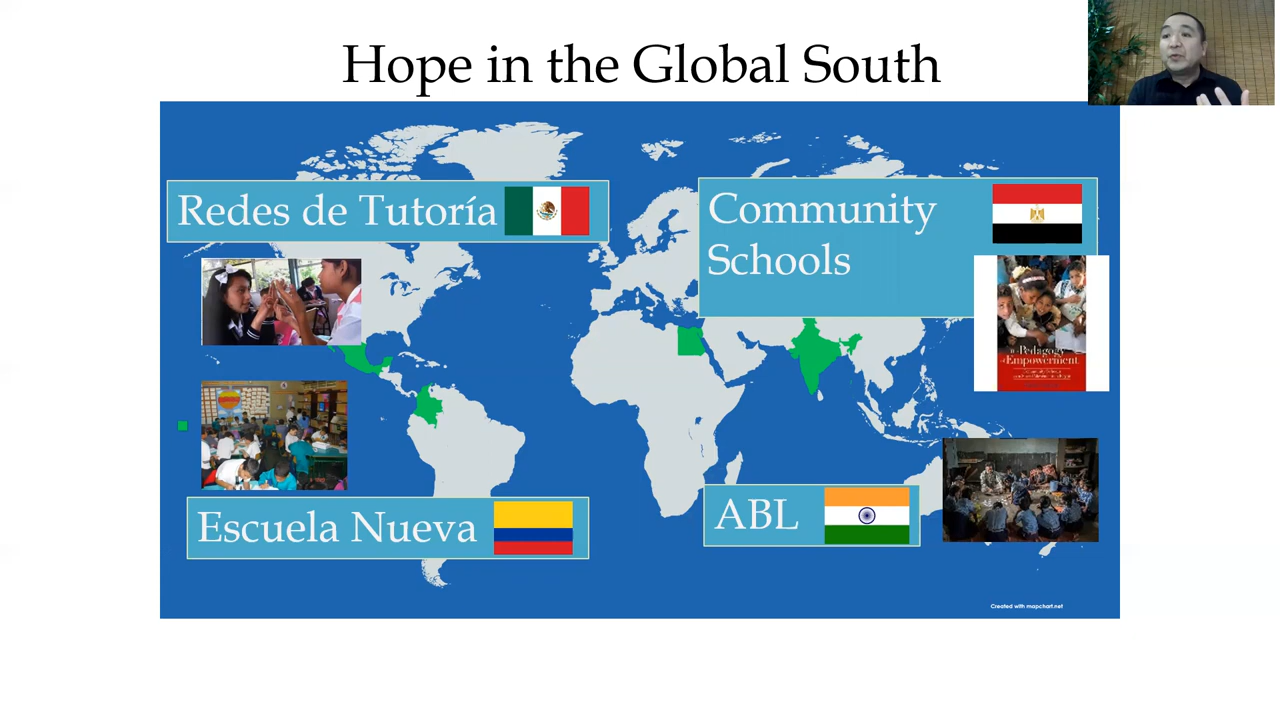 Hope in the Global South
Redes de Tutoría
Community
Schools
Pedagogy
of Empowerment
Escuela Nueva
ABL
Created with mapchart.net